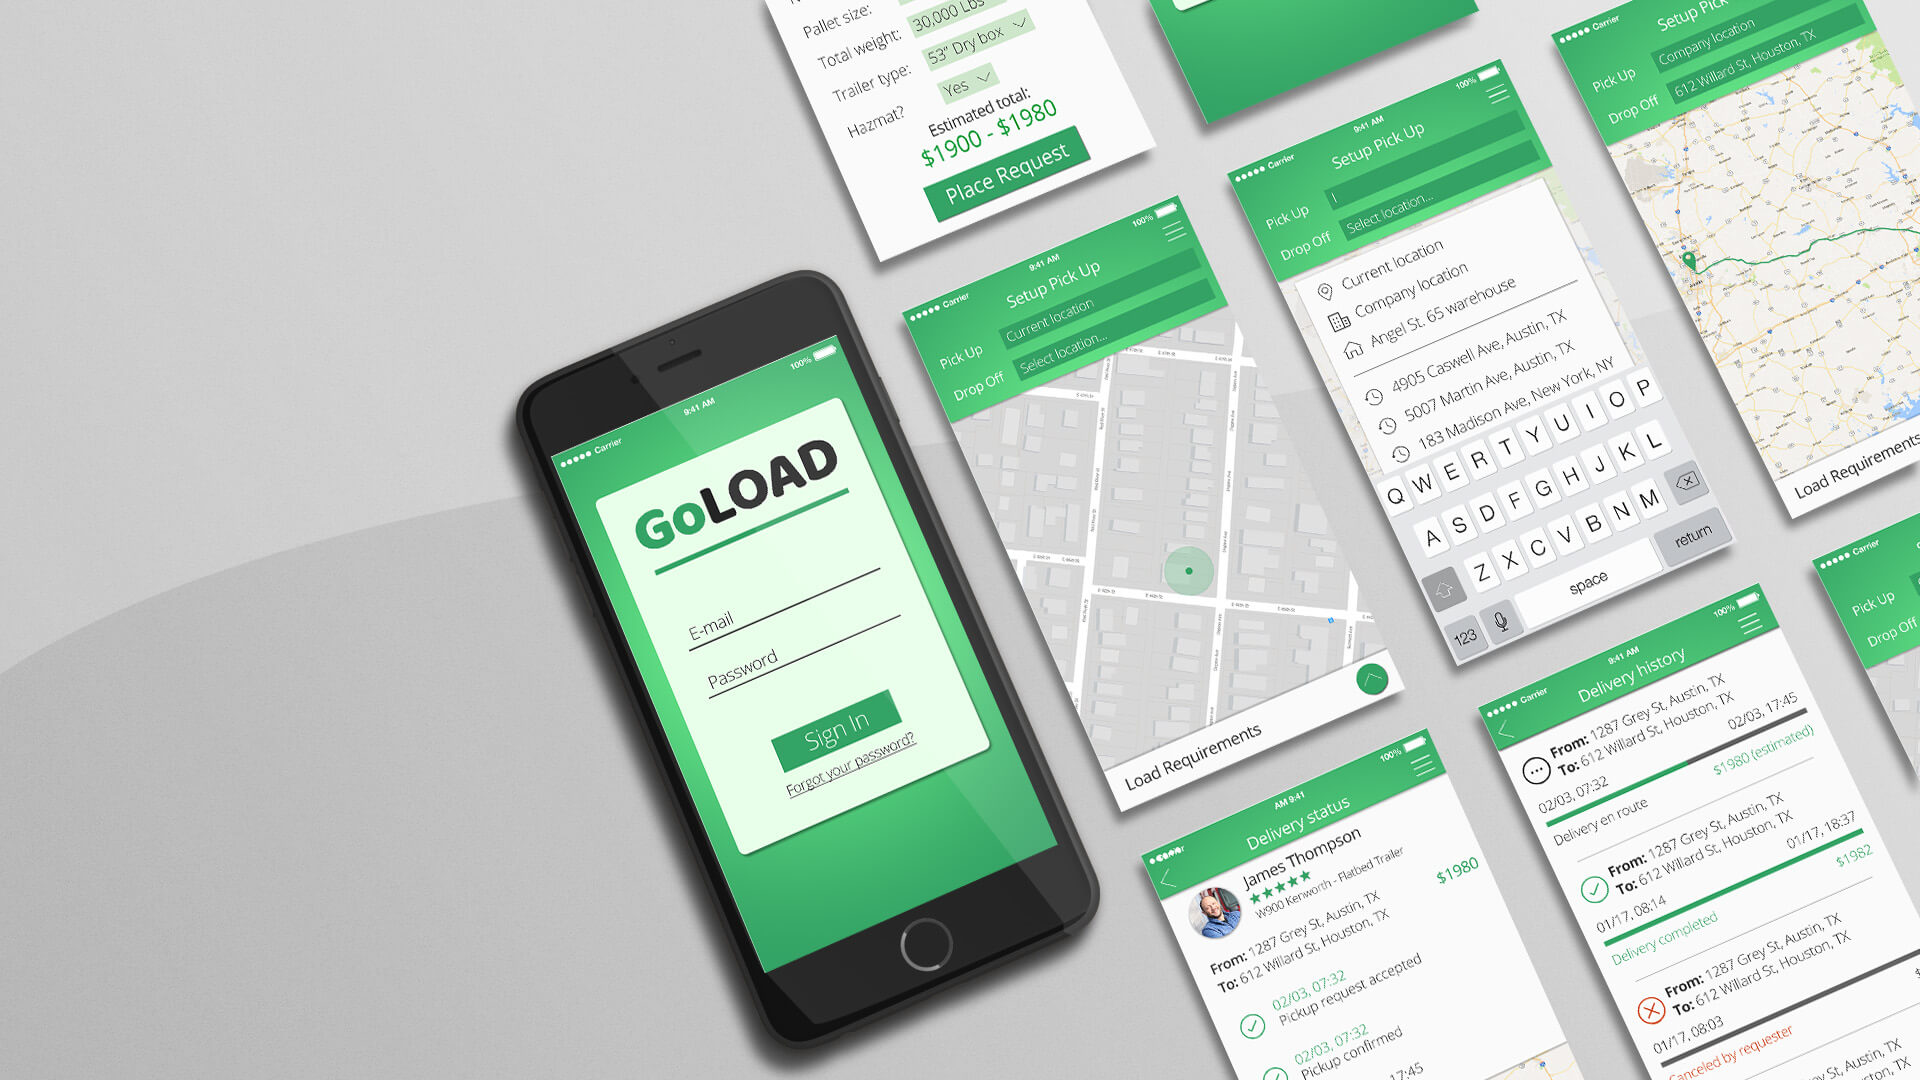 Pallet size:
Total weight: 30,000 Lbs
Trailer type: 53" Dry box
Hazmat? Yes
Estimated total:
$1900 - $1980
Place Request
Carrier 9:41 AM 100%
GoLOAD
E-mail
Password
Sign In
Forgot your password?
Carrier 9:41 AM 100%
Setup Pick Up
Pick Up Current location
Drop Off Select location...
Load Requirements
Carrier 9:41 AM 100%
Setup Pick Up
Pick Up
Drop Off Select location...
Current location
Company location
Angel St. 65 warehouse
4905 Caswell Ave, Austin, TX
5007 Martin Ave, Austin, TX
183 Madison Ave, New York, NY
Q W E R T Y U I O P
A S D F G H J K L
Z X C V B N M
123 space return
Carrier
Setup Pick
Pick Up Company location
Drop Off 612 Willard St, Houston, TX
Load Requirements
AM 9:41 100%
Delivery status
James Thompson
W900 Kenworth - Flatbed Trailer
$1980
From: 1287 Grey St, Austin, TX
To: 612 Willard St, Houston, TX
02/03, 07:32
Pickup request accepted
02/03, 07:32
Pickup confirmed
17:45
Carrier 9:41 AM 100%
Delivery history
From: 1287 Grey St, Austin, TX
To: 612 Willard St, Houston, TX
02/03, 07:32 02/03, 17:45
Delivery en route $1980 (estimated)
From: 1287 Grey St, Austin, TX
To: 612 Willard St, Houston, TX
01/17, 08:14 01/17, 18:37
Delivery completed $1982
From: 1287 Grey St, Austin, TX
To: 612 Willard St, Houston, TX
01/17, 08:03
Canceled by requester
Grey St, Austin, TX
Houston, TX
Carrier
Pick Up
Drop Off